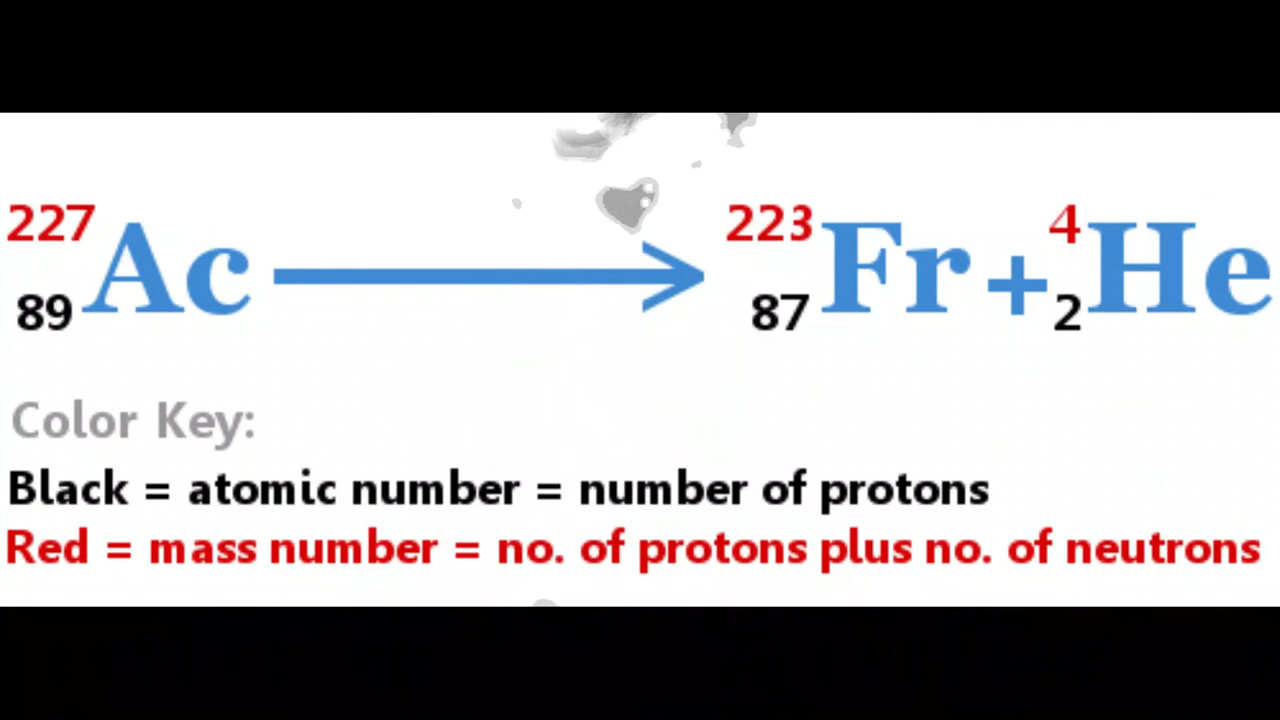 227 89 Ac → 223 87 Fr + 4 2 He
Color Key:
Black = atomic number = number of protons
Red = mass number = no. of protons plus no. of neutrons